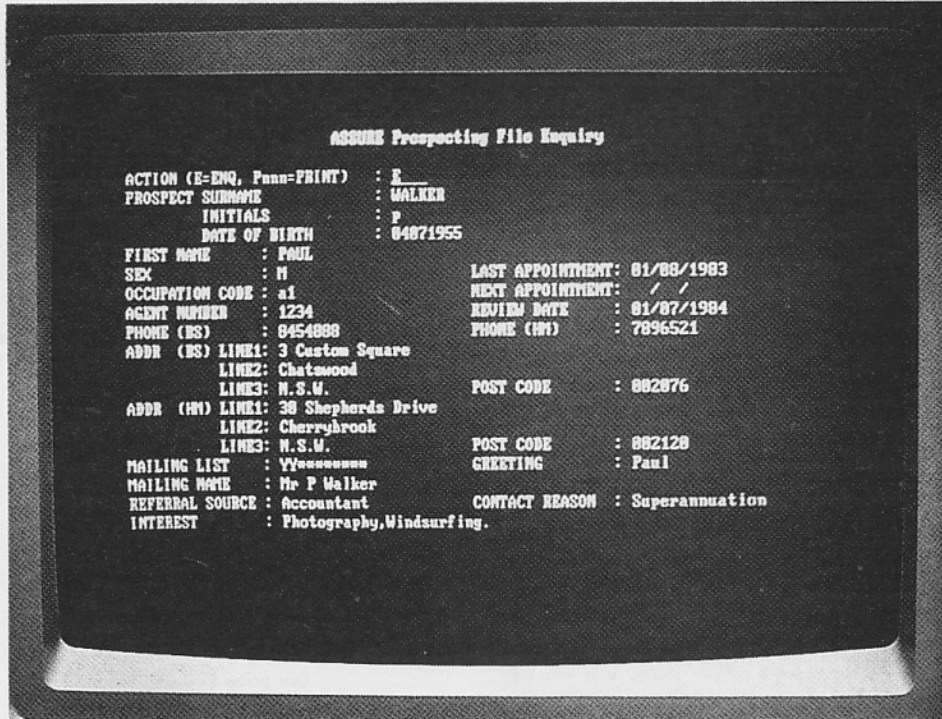 ASSURE Prospecting File Enquiry
ACTION (E=ENQ, Pnnn=PRINT) : E
PROSPECT SURNAME : WALKER
INITIALS : P
DATE OF BIRTH : 04071955
FIRST NAME : PAUL
SEX : M LAST APPOINTMENT: 01/08/1983
OCCUPATION CODE : a1 NEXT APPOINTMENT: / /
AGENT NUMBER : 1234 REVIEW DATE : 01/07/1984
PHONE (BS) : 8454888 PHONE (HM) : 7896521
ADDR (BS) LINE1: 3 Custom Square
LINE2: Chatswood
LINE3: N.S.W. POST CODE : 002076
ADDR (HM) LINE1: 30 Shepherds Drive
LINE2: Cherrybrook
LINE3: N.S.W. POST CODE : 002120
MAILING LIST : YY******** GREETING : Paul
MAILING NAME : Mr P Walker
REFERRAL SOURCE : Accountant CONTACT REASON : Superannuation
INTEREST : Photography,Windsurfing.